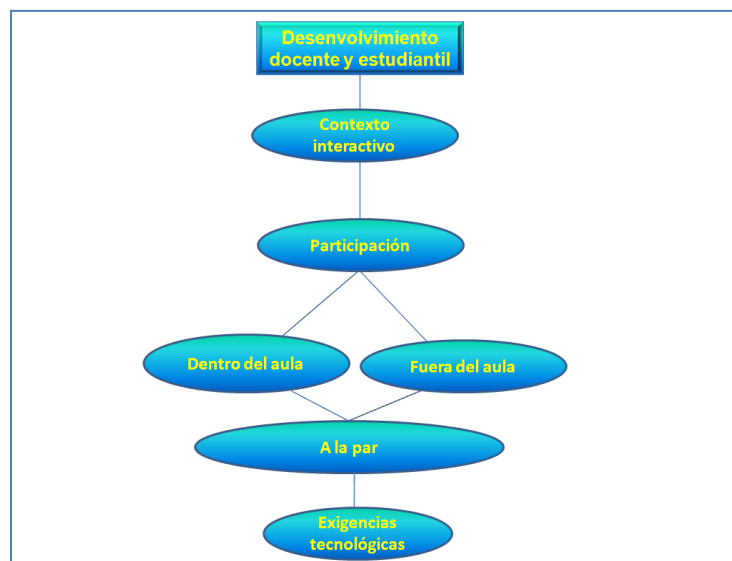 Desenvolvimiento
docente y estudiantil
Contexto
interactivo
Participación
Dentro del aula
Fuera del aula
A la par
Exigencias
tecnológicas